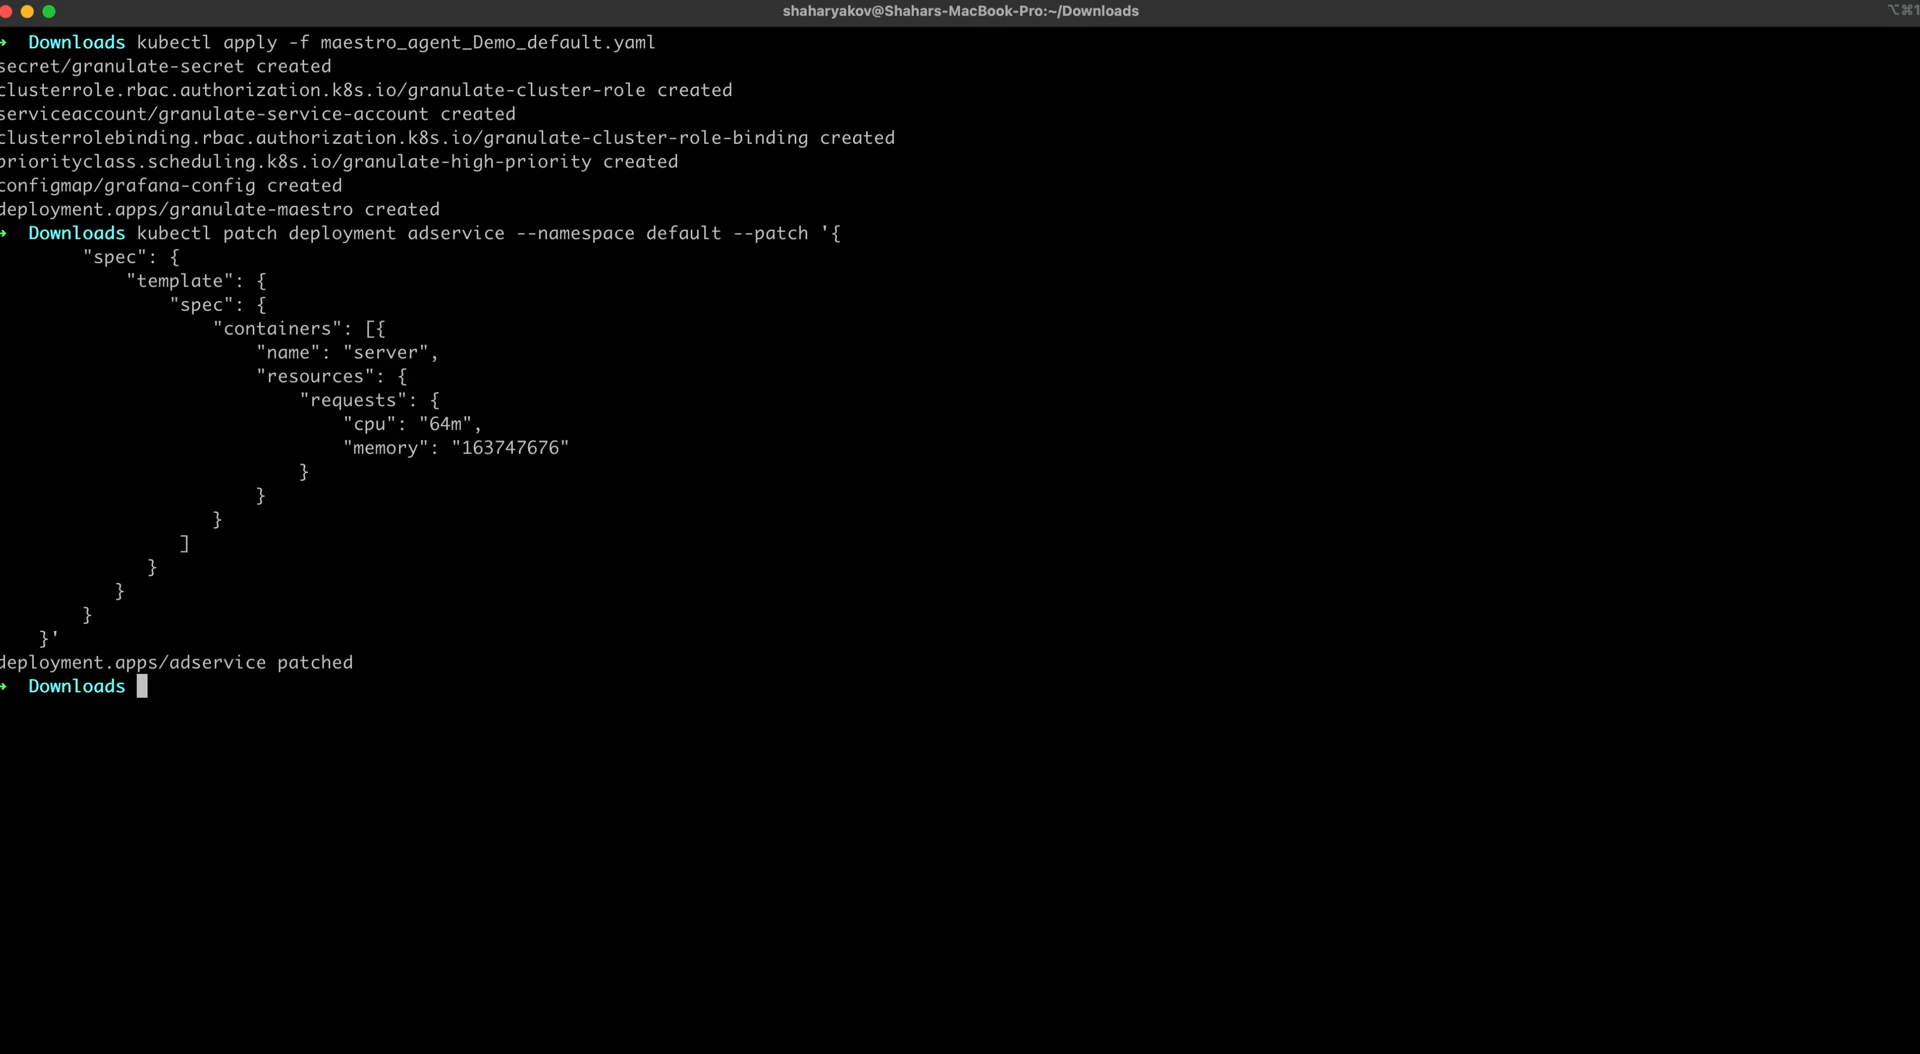 shaharyakov@Shahars-MacBook-Pro:~/Downloads
⌥⌘1
→ Downloads kubectl apply -f maestro_agent_Demo_default.yaml
secret/granulate-secret created
clusterrole.rbac.authorization.k8s.io/granulate-cluster-role created
serviceaccount/granulate-service-account created
clusterrolebinding.rbac.authorization.k8s.io/granulate-cluster-role-binding created
priorityclass.scheduling.k8s.io/granulate-high-priority created
configmap/grafana-config created
deployment.apps/granulate-maestro created
→ Downloads kubectl patch deployment adservice --namespace default --patch '{
        "spec": {
            "template": {
                "spec": {
                    "containers": [{
                        "name": "server",
                        "resources": {
                            "requests": {
                                "cpu": "64m",
                                "memory": "163747676"
                            }
                        }
                    }
                 ]
              }
           }
        }
    }'
deployment.apps/adservice patched
→ Downloads